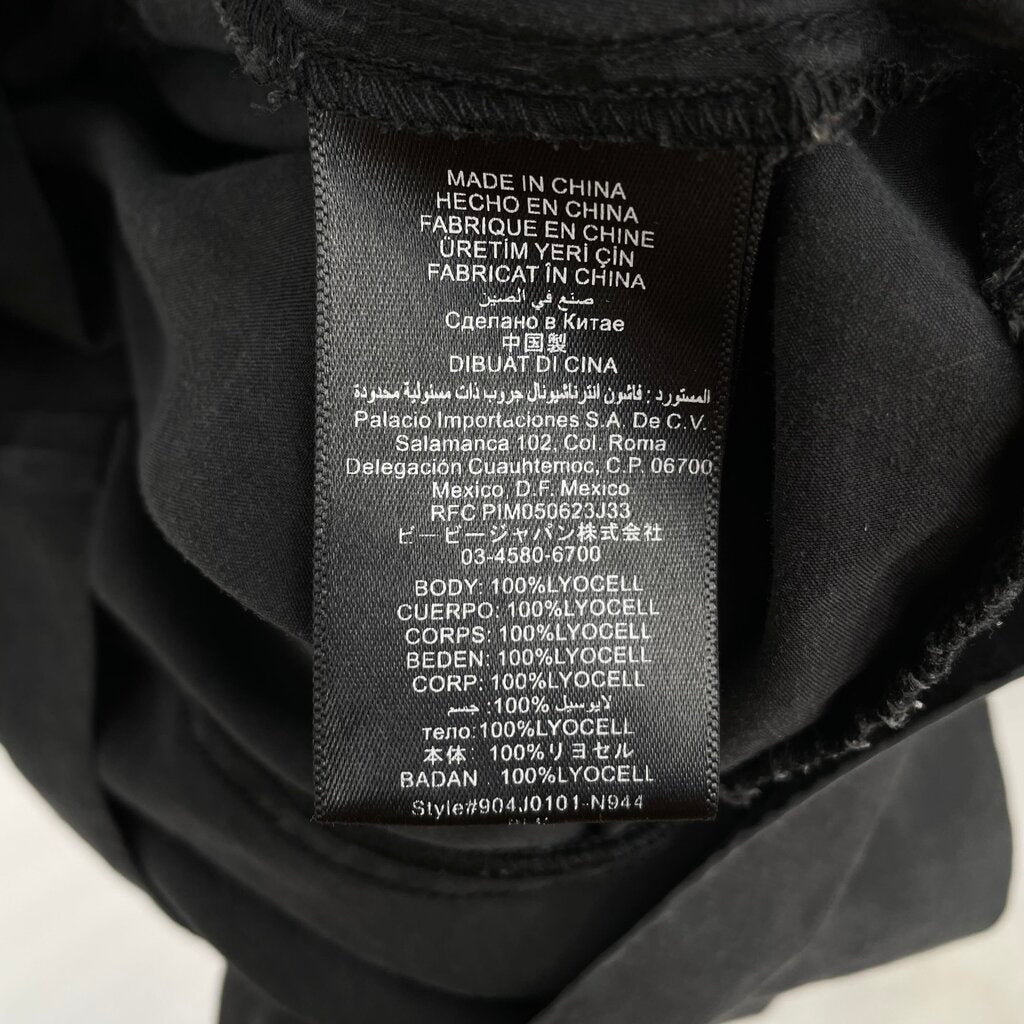 MADE IN CHINA
HECHO EN CHINA
FABRIQUE EN CHINE
ÜRETİM YERİ ÇİN
FABRICAT ÎN CHINA
صنع في الصين
Сделано в Китае
中国製
DIBUAT DI CINA
المستورد : فاشون انترناشيونال جروب ذات مسئولية محدودة
Palacio Importaciones S.A. De C.V.
Salamanca 102, Col. Roma
Delegación Cuauhtemoc, C.P. 06700
Mexico, D.F. Mexico
RFC PIM050623J33
ビービージャパン株式会社
03-4580-6700
BODY: 100%LYOCELL
CUERPO: 100%LYOCELL
CORPS: 100%LYOCELL
BEDEN: 100%LYOCELL
CORP: 100%LYOCELL
لايوسيل %100: جسم
тело:100%LYOCELL
本体 100%リヨセル
BADAN 100%LYOCELL
Style#904J0101-N944